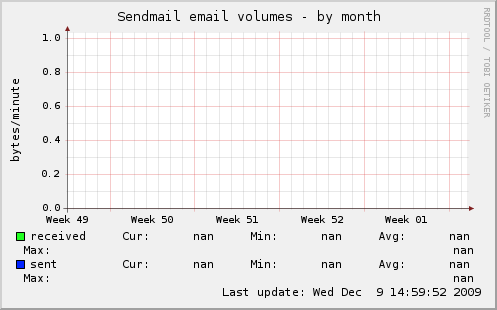 Sendmail email volumes - by month
RRDTOOL / TOBI OETIKER
bytes/minute
1.0
0.8
0.6
0.4
0.2
0.0
Week 49 Week 50 Week 51 Week 52 Week 01
received Cur: nan Min: nan Avg: nan
Max: nan
sent Cur: nan Min: nan Avg: nan
Max: nan
Last update: Wed Dec 9 14:59:52 2009